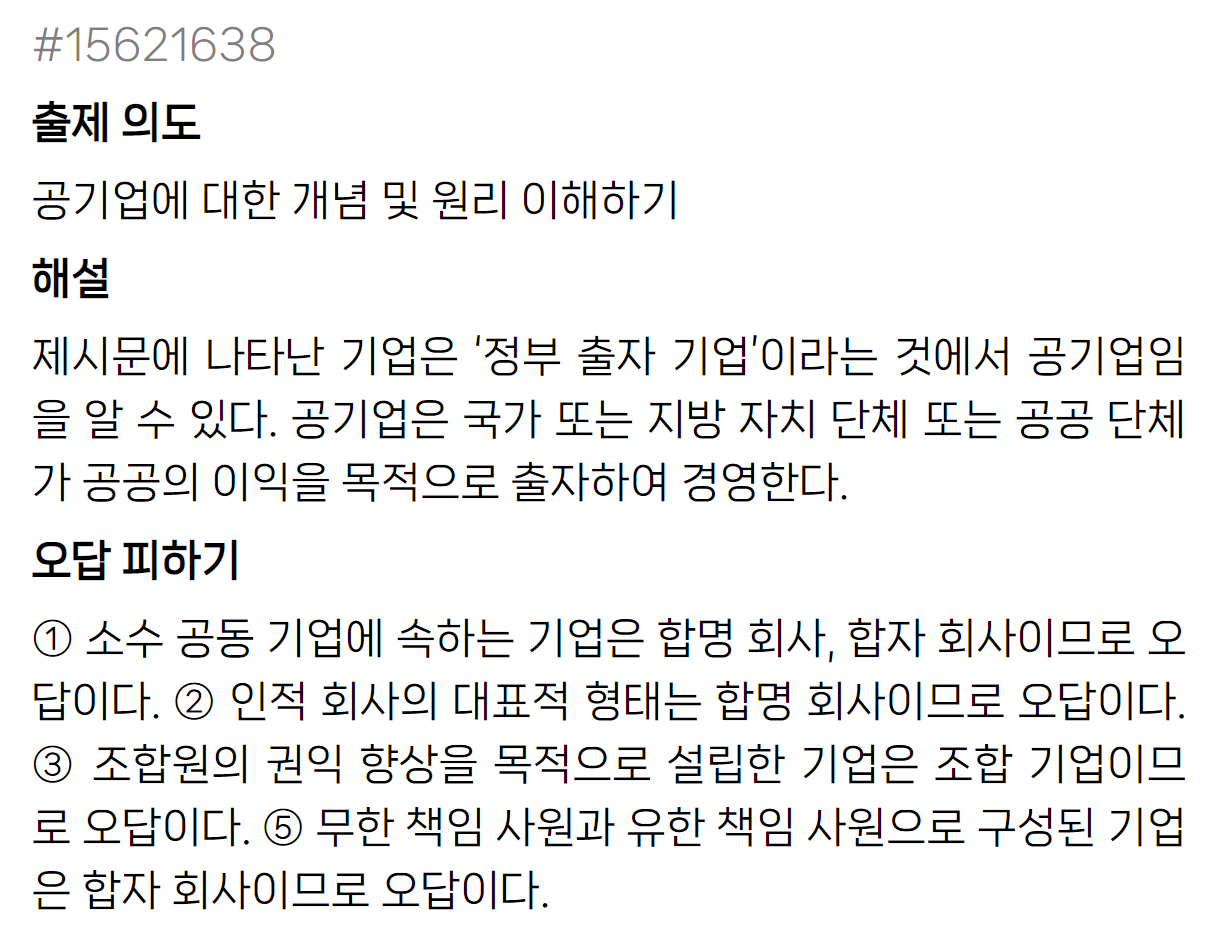 #15621638
출제 의도
공기업에 대한 개념 및 원리 이해하기
해설
제시문에 나타난 기업은 '정부 출자 기업'이라는 것에서 공기업임
을 알 수 있다. 공기업은 국가 또는 지방 자치 단체 또는 공공 단체
가 공공의 이익을 목적으로 출자하여 경영한다.
오답 피하기
① 소수 공동 기업에 속하는 기업은 합명 회사, 합자 회사이므로 오
답이다. ② 인적 회사의 대표적 형태는 합명 회사이므로 오답이다.
③ 조합원의 권익 향상을 목적으로 설립한 기업은 조합 기업이므
로 오답이다. ⑤ 무한 책임 사원과 유한 책임 사원으로 구성된 기업
은 합자 회사이므로 오답이다.